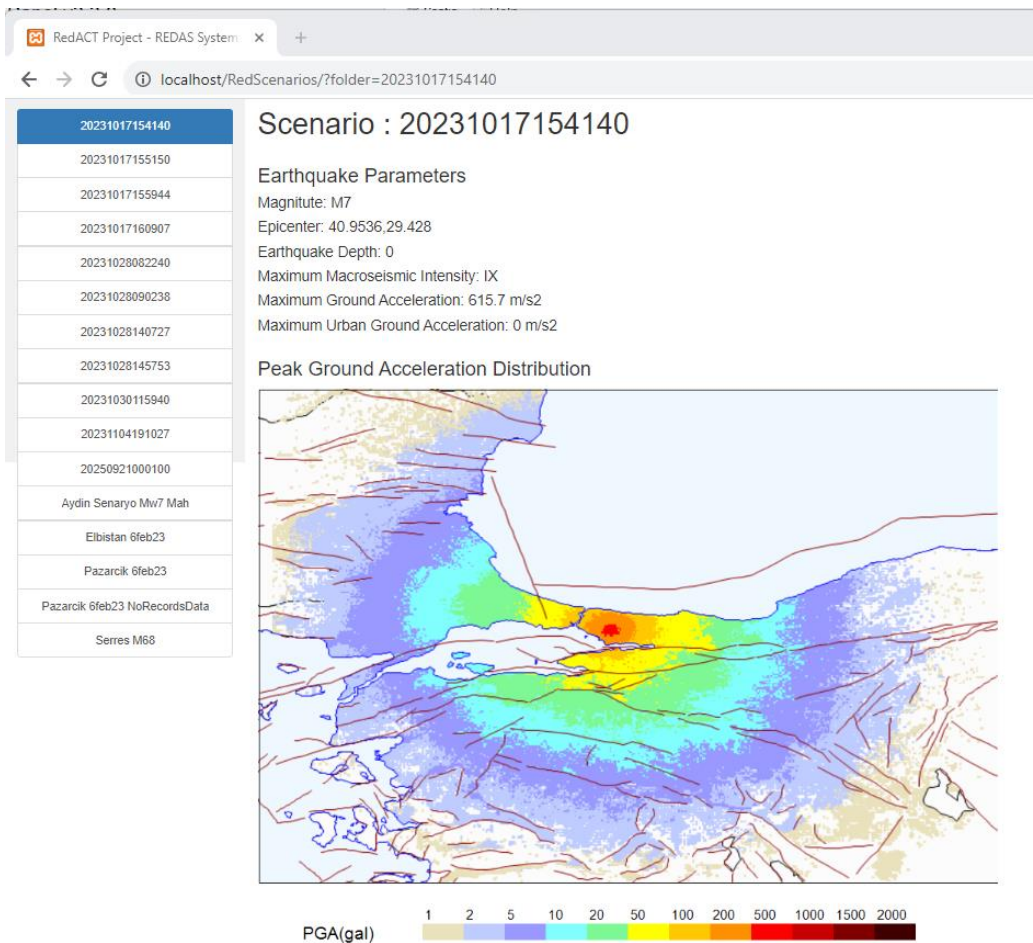 RedACT Project - REDAS System
localhost/RedScenarios/?folder=20231017154140
20231017154140
20231017155150
20231017155944
20231017160907
20231028082240
20231028090238
20231028140727
20231028145753
20231030115940
20231104191027
20250921000100
Aydin Senaryo Mw7 Mah
Elbistan 6feb23
Pazarcik 6feb23
Pazarcik 6feb23 NoRecordsData
Serres M68
Scenario : 20231017154140
Earthquake Parameters
Magnitute: M7
Epicenter: 40.9536,29.428
Earthquake Depth: 0
Maximum Macroseismic Intensity: IX
Maximum Ground Acceleration: 615.7 m/s2
Maximum Urban Ground Acceleration: 0 m/s2
Peak Ground Acceleration Distribution
1 2 5 10 20 50 100 200 500 1000 1500 2000
PGA(gal)